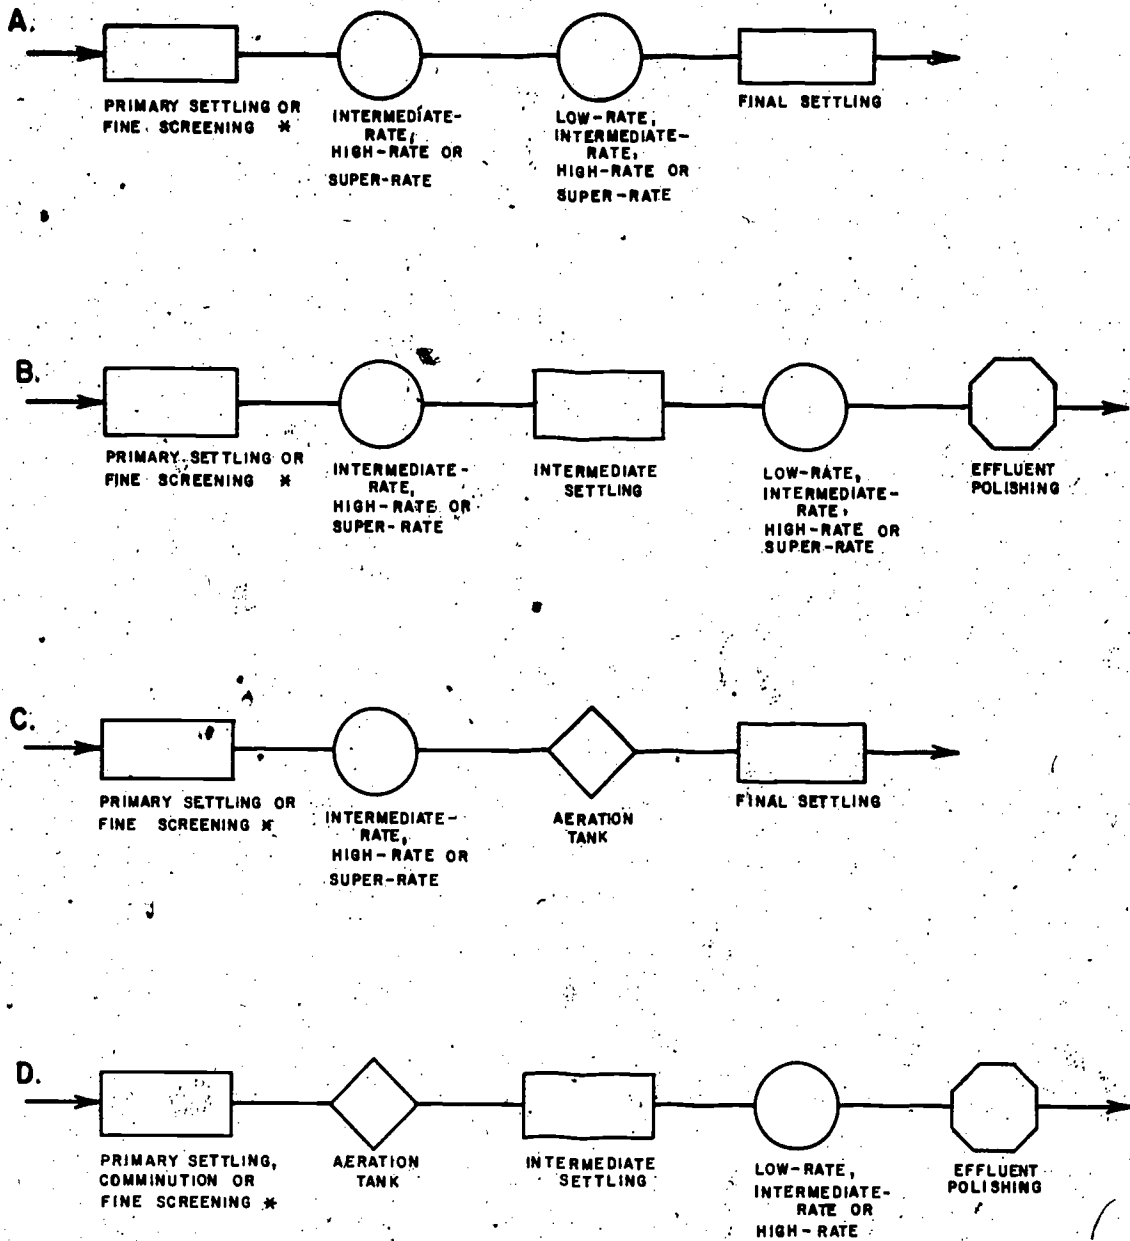 A.
PRIMARY SETTLING OR
FINE SCREENING *
INTERMEDIATE-
RATE,
HIGH-RATE OR
SUPER-RATE
LOW-RATE,
INTERMEDIATE-
RATE,
HIGH-RATE OR
SUPER-RATE
FINAL SETTLING
B.
PRIMARY SETTLING OR
FINE SCREENING *
INTERMEDIATE-
RATE,
HIGH-RATE OR
SUPER-RATE
INTERMEDIATE
SETTLING
LOW-RATE,
INTERMEDIATE-
RATE,
HIGH-RATE OR
SUPER-RATE
EFFLUENT
POLISHING
C.
PRIMARY SETTLING OR
FINE SCREENING *
INTERMEDIATE-
RATE,
HIGH-RATE OR
SUPER-RATE
AERATION
TANK
FINAL SETTLING
D.
PRIMARY SETTLING,
COMMINUTION OR
FINE SCREENING *
AERATION
TANK
INTERMEDIATE
SETTLING
LOW-RATE,
INTERMEDIATE-
RATE OR
HIGH-RATE
EFFLUENT
POLISHING